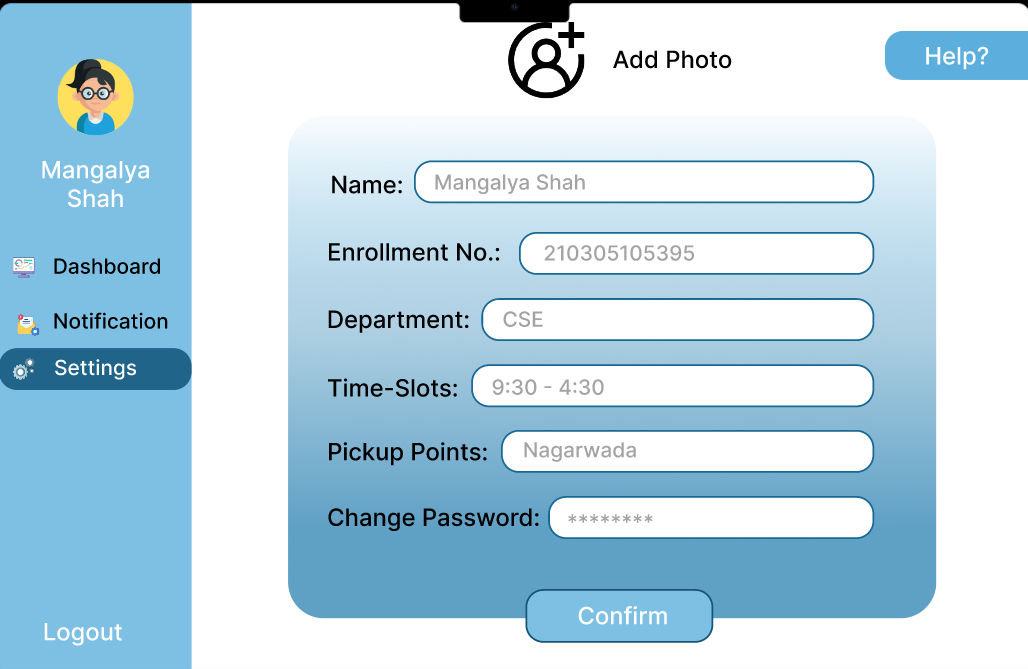 Mangalya
Shah
Dashboard
Notification
Settings
Logout
Add Photo
Help?
Name: Mangalya Shah
Enrollment No.: 210305105395
Department: CSE
Time-Slots: 9:30 - 4:30
Pickup Points: Nagarwada
Change Password: ********
Confirm